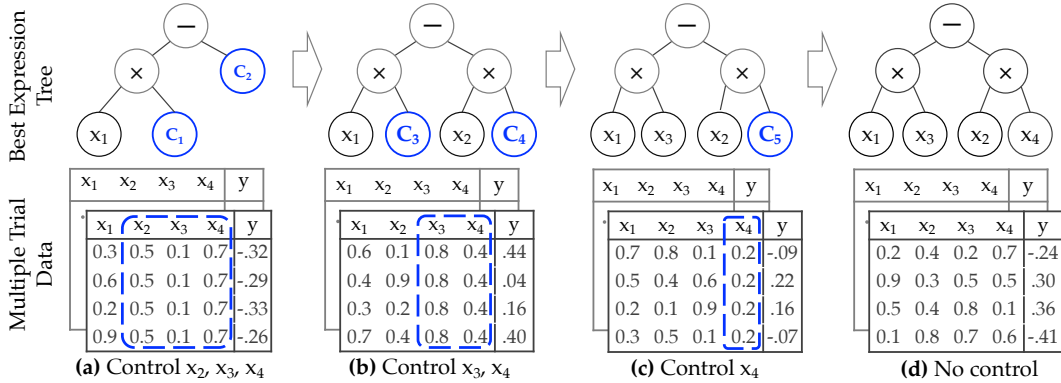 Best Expression Tree
− − − −
× C₂ × × × × × ×
x₁ C₁ x₁ C₃ x₂ C₄ x₁ x₃ x₂ C₅ x₁ x₃ x₂ x₄
Multiple Trial Data
x₁ x₂ x₃ x₄ y x₁ x₂ x₃ x₄ y x₁ x₂ x₃ x₄ y x₁ x₂ x₃ x₄ y
x₁ x₂ x₃ x₄ y x₁ x₂ x₃ x₄ y x₁ x₂ x₃ x₄ y x₁ x₂ x₃ x₄ y
0.3 0.5 0.1 0.7 -.32 0.6 0.1 0.8 0.4 .44 0.7 0.8 0.1 0.2 -.09 0.2 0.4 0.2 0.7 -.24
0.6 0.5 0.1 0.7 -.29 0.4 0.9 0.8 0.4 .04 0.5 0.4 0.6 0.2 .22 0.9 0.3 0.5 0.5 .30
0.2 0.5 0.1 0.7 -.33 0.3 0.2 0.8 0.4 .16 0.2 0.1 0.9 0.2 .16 0.5 0.4 0.8 0.1 .36
0.9 0.5 0.1 0.7 -.26 0.7 0.4 0.8 0.4 .40 0.3 0.5 0.1 0.2 -.07 0.1 0.8 0.7 0.6 -.41
(a) Control x₂, x₃, x₄ (b) Control x₃, x₄ (c) Control x₄ (d) No control